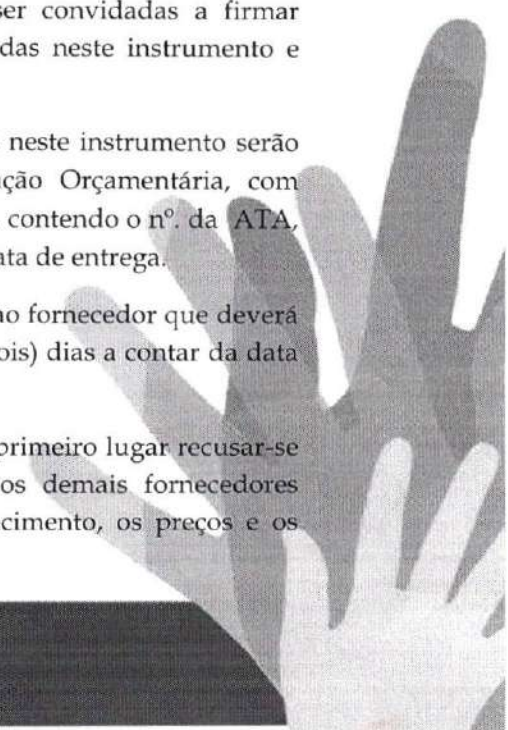 ser convidadas a firmar
das neste instrumento e
neste instrumento serão
ção Orçamentária, com
contendo o nº. da ATA,
ata de entrega.
ao fornecedor que deverá
ois) dias a contar da data
primeiro lugar recusar-se
os demais fornecedores
cimento, os preços e os